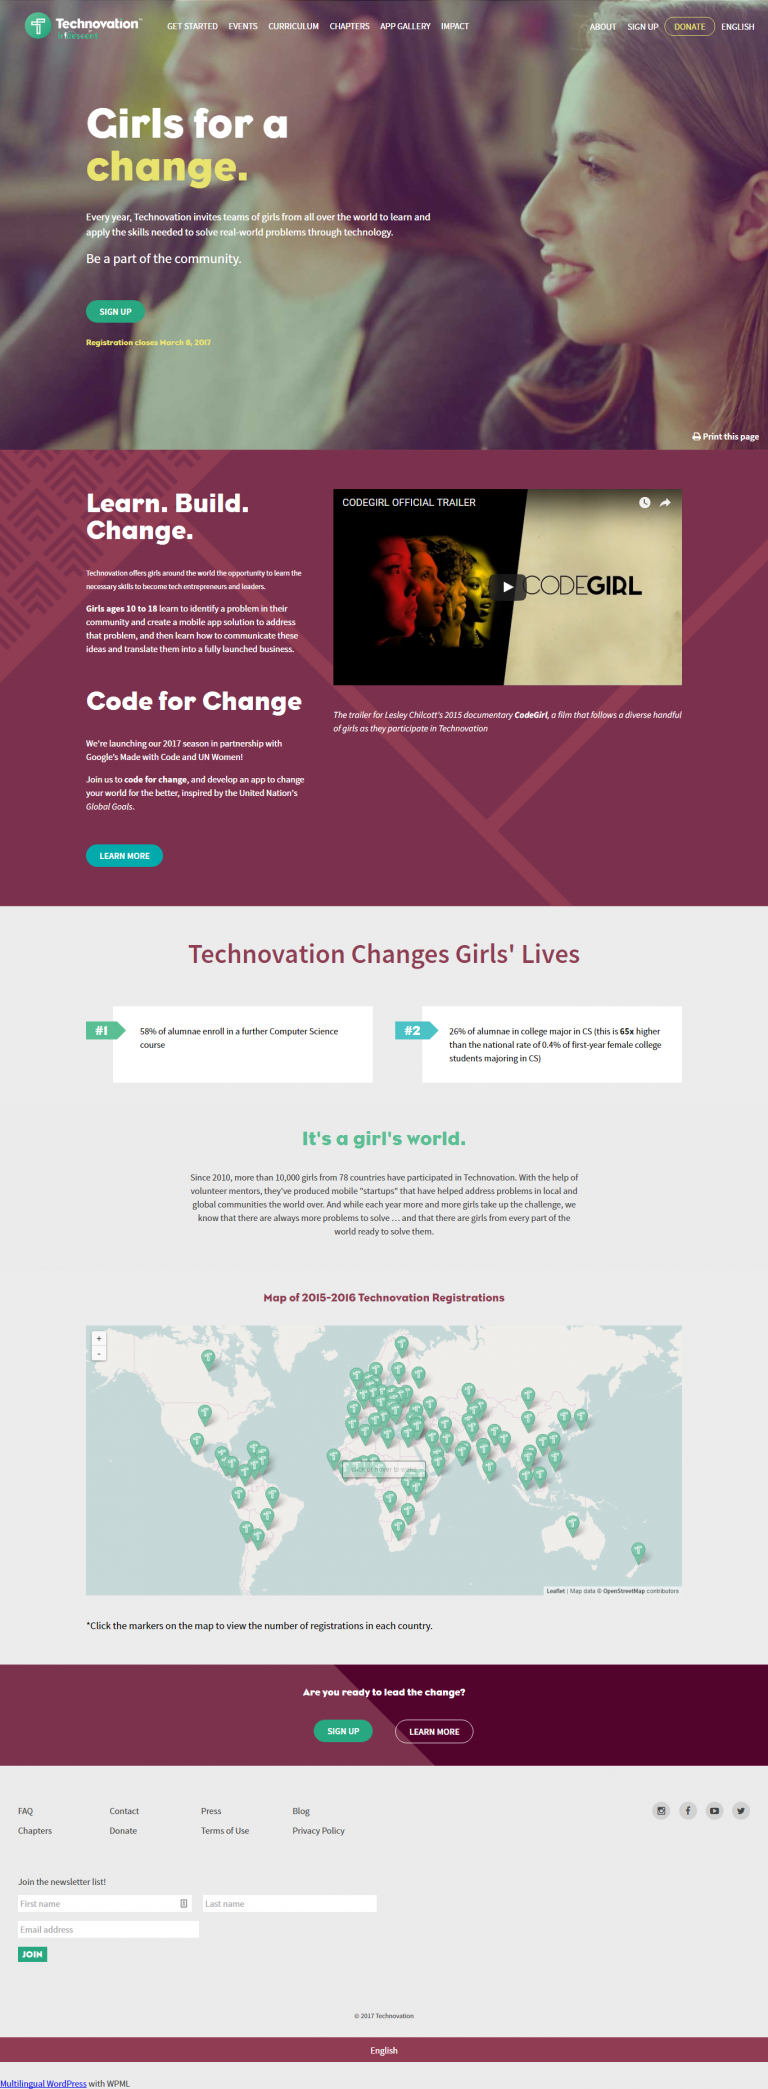 Technovation™
iridescent
GET STARTED EVENTS CURRICULUM CHAPTERS APP GALLERY IMPACT
ABOUT SIGN UP DONATE ENGLISH
Girls for a
change.
Every year, Technovation invites teams of girls from all over the world to learn and
apply the skills needed to solve real-world problems through technology.
Be a part of the community.
SIGN UP
Registration closes March 8, 2017
Print this page
Learn. Build.
Change.
Technovation offers girls around the world the opportunity to learn the
necessary skills to become tech entrepreneurs and leaders.
Girls ages 10 to 18 learn to identify a problem in their
community and create a mobile app solution to address
that problem, and then learn how to communicate these
ideas and translate them into a fully launched business.
Code for Change
We're launching our 2017 season in partnership with
Google's Made with Code and UN Women!
Join us to code for change, and develop an app to change
your world for the better, inspired by the United Nation's
Global Goals.
LEARN MORE
CODEGIRL OFFICIAL TRAILER
CODEGIRL
The trailer for Lesley Chilcott's 2015 documentary CodeGirl, a film that follows a diverse handful
of girls as they participate in Technovation
Technovation Changes Girls' Lives
#1
58% of alumnae enroll in a further Computer Science
course
#2
26% of alumnae in college major in CS (this is 65x higher
than the national rate of 0.4% of first-year female college
students majoring in CS)
It's a girl's world.
Since 2010, more than 10,000 girls from 78 countries have participated in Technovation. With the help of
volunteer mentors, they've produced mobile "startups" that have helped address problems in local and
global communities the world over. And while each year more and more girls take up the challenge, we
know that there are always more problems to solve … and that there are girls from every part of the
world ready to solve them.
Map of 2015-2016 Technovation Registrations
+
-
click or hover to wake
Leaflet | Map data © OpenStreetMap contributors
*Click the markers on the map to view the number of registrations in each country.
Are you ready to lead the change?
SIGN UP LEARN MORE
FAQ Contact Press Blog
Chapters Donate Terms of Use Privacy Policy
Join the newsletter list!
First name Last name
Email address
JOIN
© 2017 Technovation
English
Multilingual WordPress with WPML